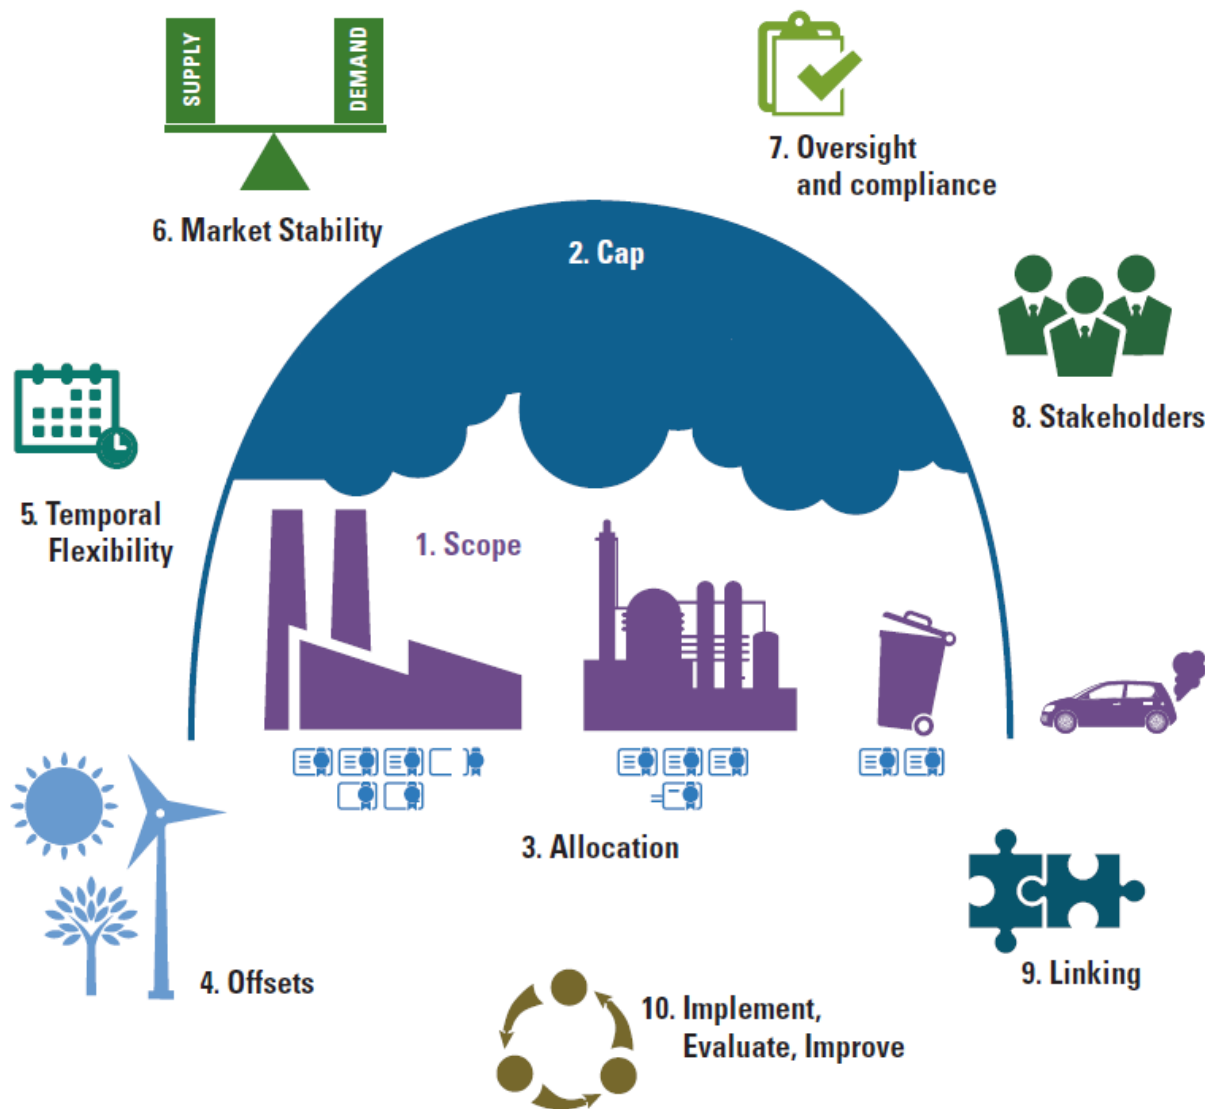 SUPPLY
DEMAND
6. Market Stability
7. Oversight
and compliance
2. Cap
8. Stakeholders
5. Temporal
Flexibility
1. Scope
3. Allocation
4. Offsets
9. Linking
10. Implement,
Evaluate, Improve